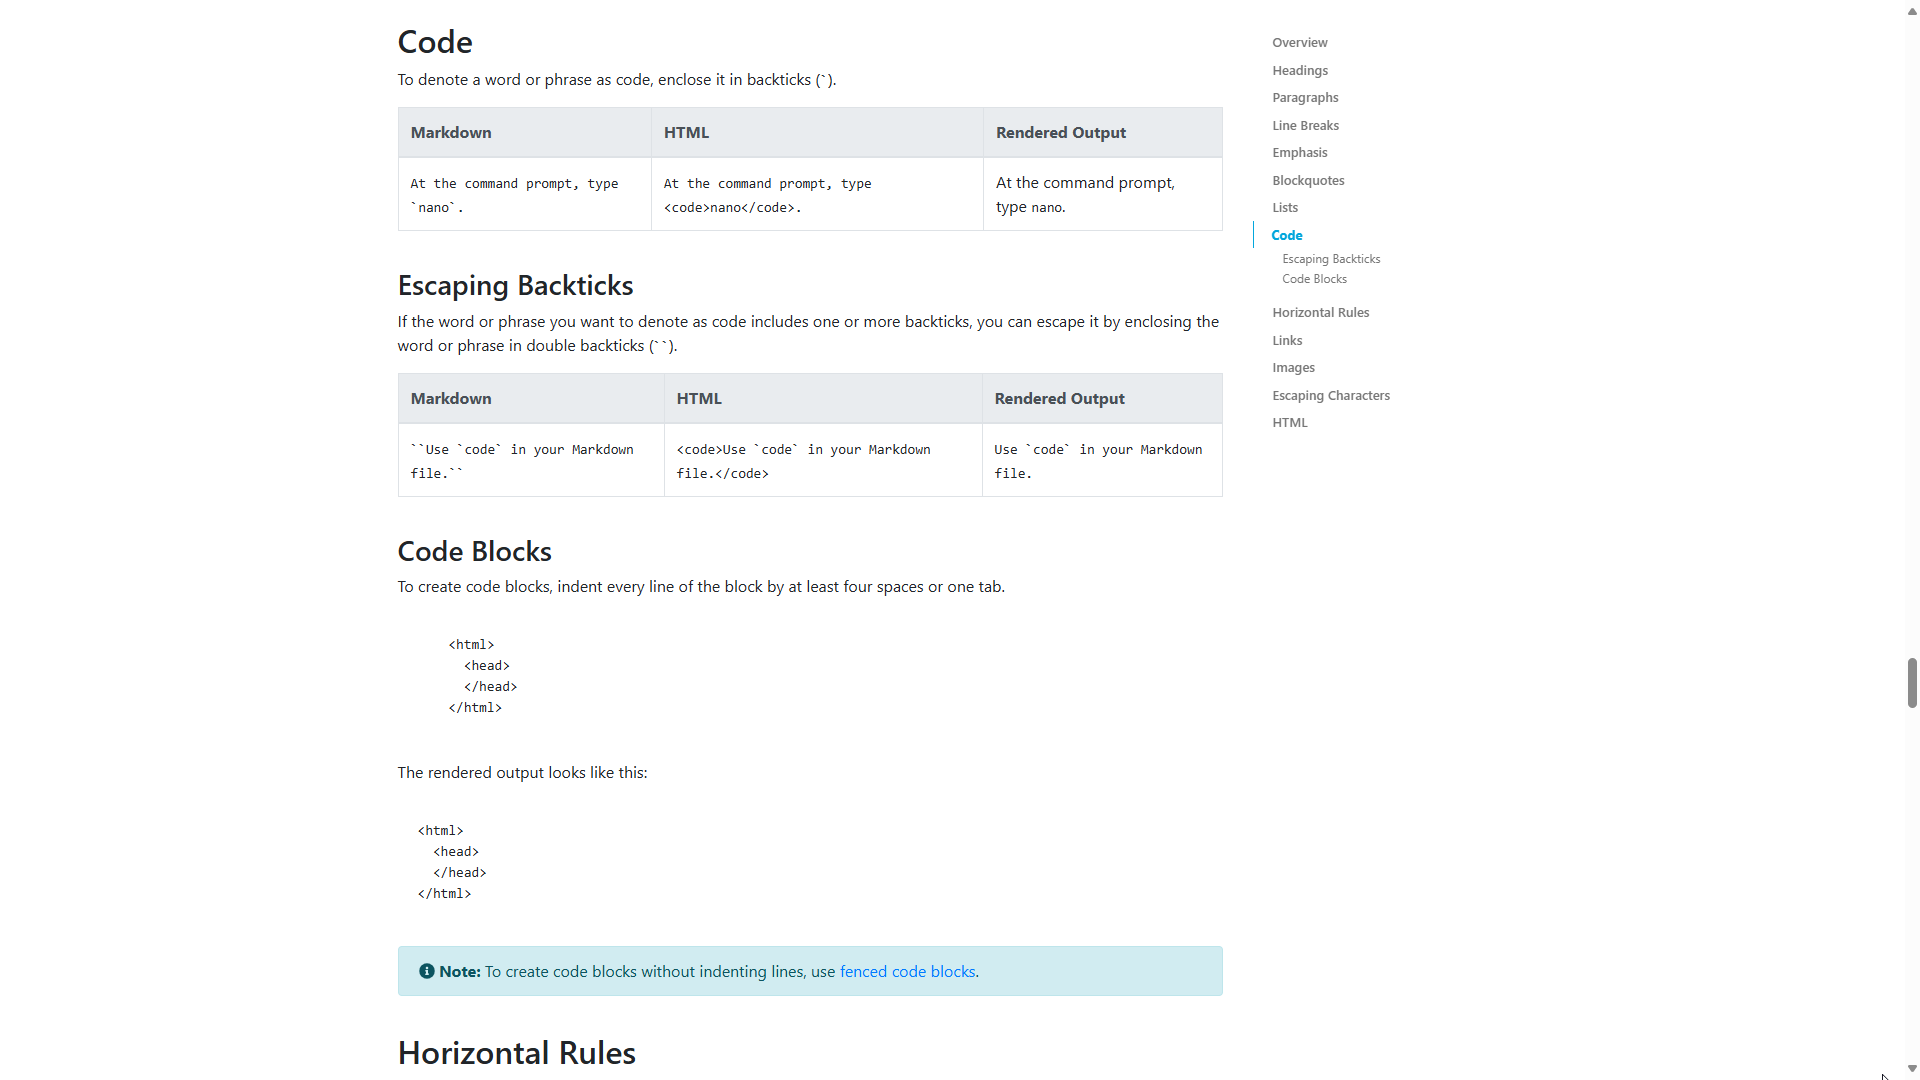 Code
To denote a word or phrase as code, enclose it in backticks (`).
Markdown
HTML
Rendered Output
At the command prompt, type
`nano`.
At the command prompt, type
<code>nano</code>.
At the command prompt,
type nano.
Escaping Backticks
If the word or phrase you want to denote as code includes one or more backticks, you can escape it by enclosing the
word or phrase in double backticks (``).
Markdown
HTML
Rendered Output
``Use `code` in your Markdown
file.``
<code>Use `code` in your Markdown
file.</code>
Use `code` in your Markdown
file.
Code Blocks
To create code blocks, indent every line of the block by at least four spaces or one tab.
<html>
<head>
</head>
</html>
The rendered output looks like this:
<html>
<head>
</head>
</html>
Note: To create code blocks without indenting lines, use fenced code blocks.
Horizontal Rules
Overview
Headings
Paragraphs
Line Breaks
Emphasis
Blockquotes
Lists
Code
Escaping Backticks
Code Blocks
Horizontal Rules
Links
Images
Escaping Characters
HTML